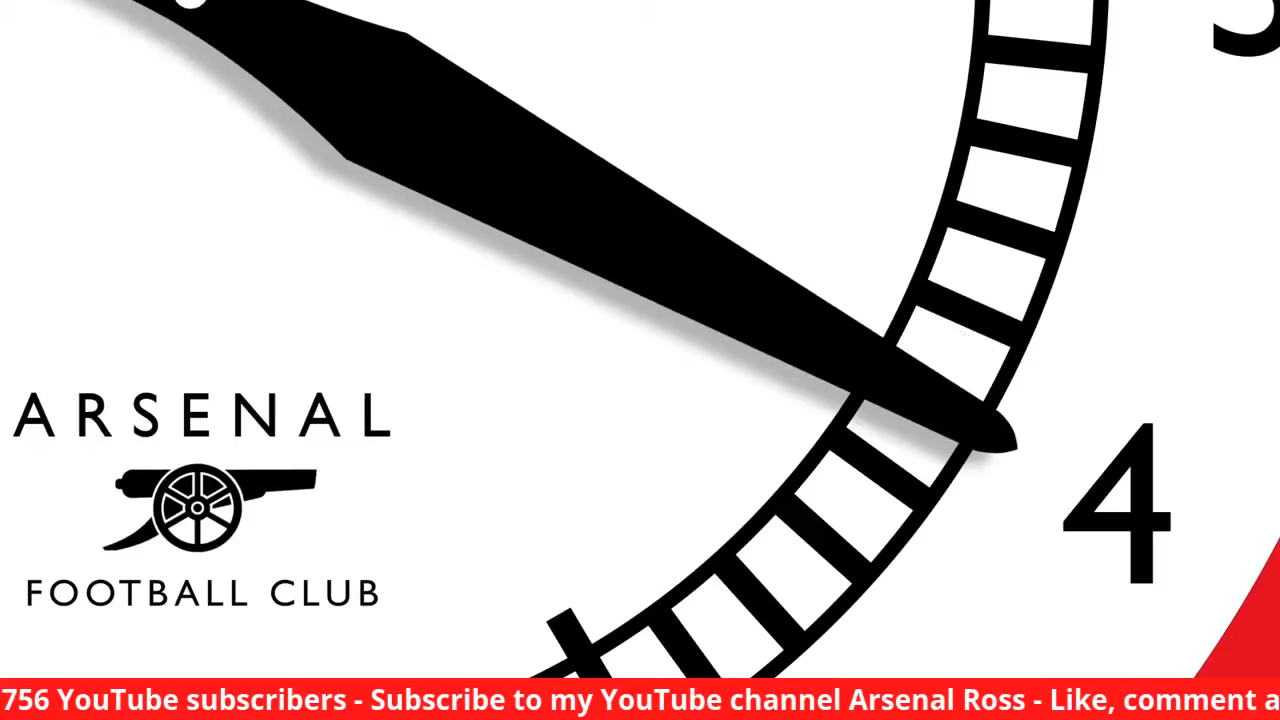 ARSENAL
4
FOOTBALL CLUB
756 YouTube subscribers - Subscribe to my YouTube channel Arsenal Ross - Like, comment a